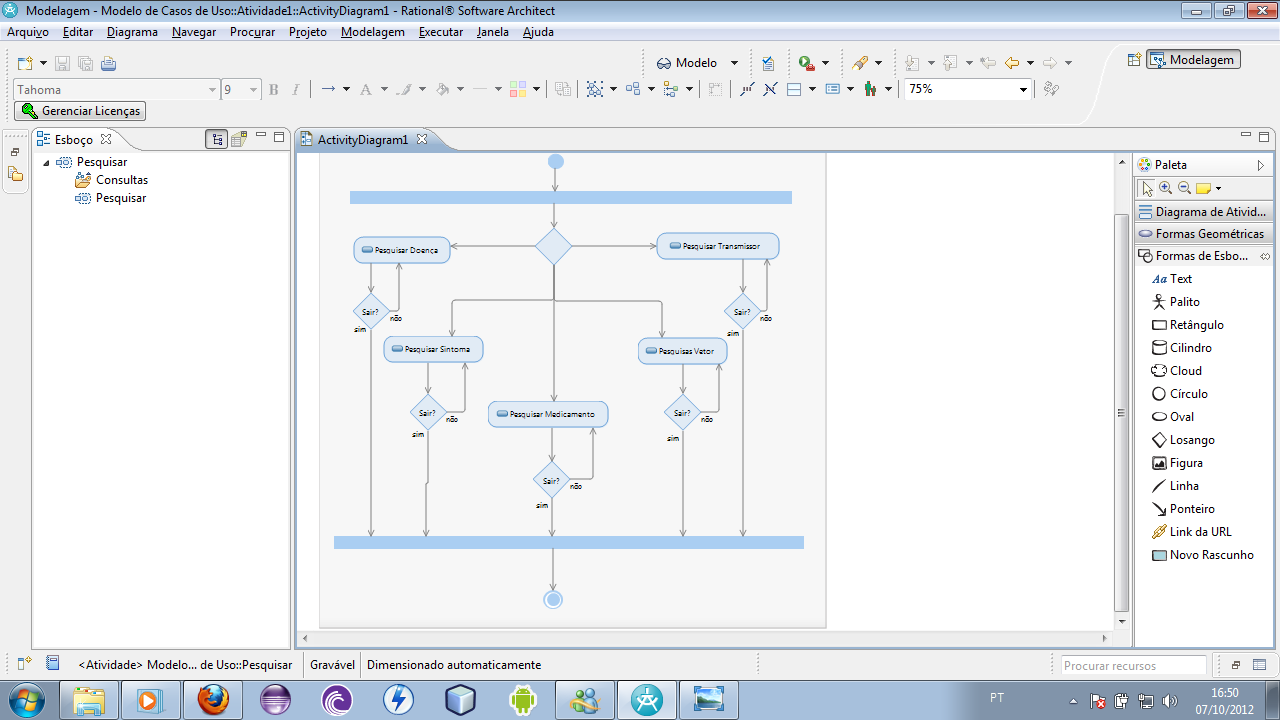 Modelagem - Modelo de Casos de Uso::Atividade1::ActivityDiagram1 - Rational® Software Architect
Arquivo Editar Diagrama Navegar Procurar Projeto Modelagem Executar Janela Ajuda
Modelo
Modelagem
Tahoma 9 B I A 75%
Gerenciar Licenças
Esboço
ActivityDiagram1
Pesquisar
Consultas
Pesquisar
Pesquisar Doença
Pesquisar Transmissor
Sair?
não
sim
Sair?
não
sim
Pesquisar Sintoma
Pesquisas Vetor
Sair?
não
sim
Pesquisar Medicamento
Sair?
não
sim
Sair?
não
sim
Paleta
Diagrama de Ativid...
Formas Geométricas
Formas de Esbo...
Aa Text
Palito
Retângulo
Cilindro
Cloud
Círculo
Oval
Losango
Figura
Linha
Ponteiro
Link da URL
Novo Rascunho
<Atividade> Modelo... de Uso::Pesquisar
Gravável
Dimensionado automaticamente
Procurar recursos
PT
16:50
07/10/2012